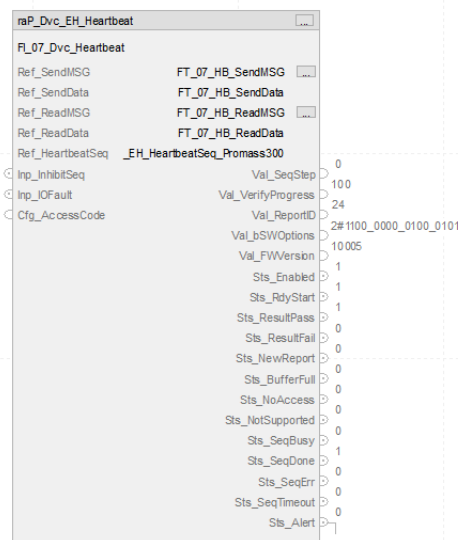 raP_Dvc_EH_Heartbeat ...
FI_07_Dvc_Heartbeat
Ref_SendMSG FT_07_HB_SendMSG ...
Ref_SendData FT_07_HB_SendData
Ref_ReadMSG FT_07_HB_ReadMSG ...
Ref_ReadData FT_07_HB_ReadData
Ref_HeartbeatSeq _EH_HeartbeatSeq_Promass300
Inp_InhibitSeq Val_SeqStep 0
Inp_IOFault Val_VerifyProgress 100
Cfg_AccessCode Val_ReportID 24
Val_bSWOptions 2#1100_0000_0100_0101
Val_FWVersion 10005
Sts_Enabled 1
Sts_RdyStart 1
Sts_ResultPass 1
Sts_ResultFail 0
Sts_NewReport 0
Sts_BufferFull 0
Sts_NoAccess 0
Sts_NotSupported 0
Sts_SeqBusy 0
Sts_SeqDone 1
Sts_SeqErr 0
Sts_SeqTimeout 0
Sts_Alert 0